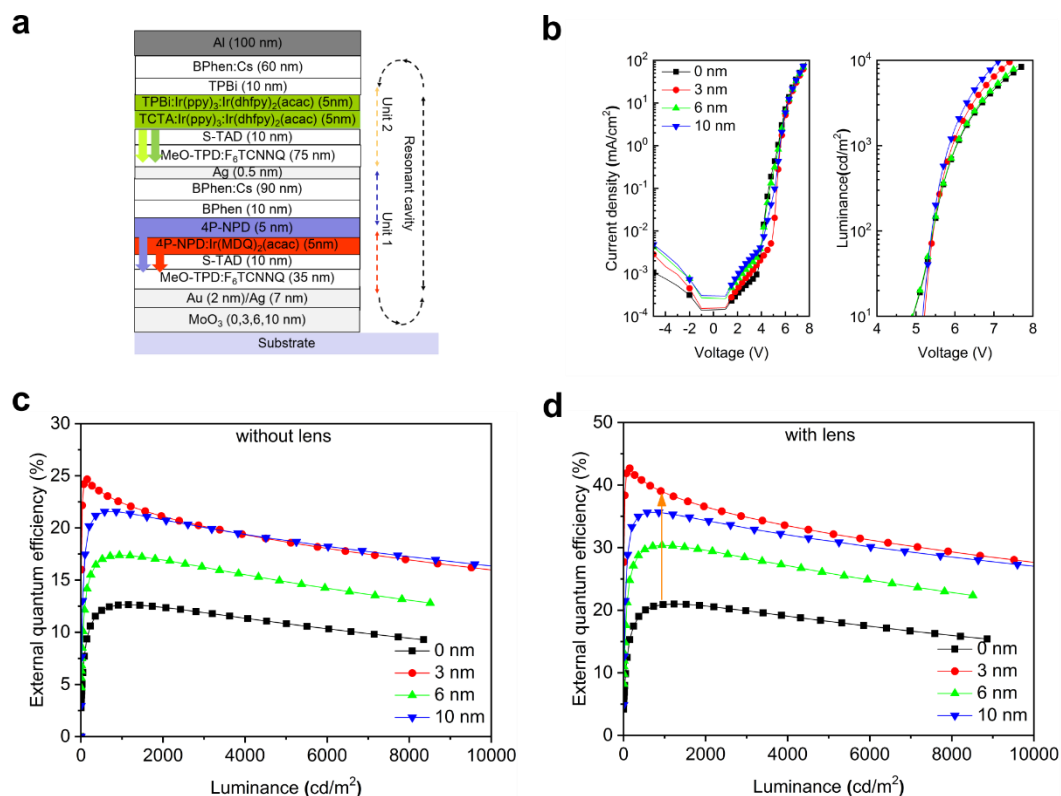 a
Al (100 nm)
BPhen:Cs (60 nm)
TPBi (10 nm)
TPBi:Ir(ppy)3:Ir(dhfpy)2(acac) (5nm)
TCTA:Ir(ppy)3:Ir(dhfpy)2(acac) (5nm)
S-TAD (10 nm)
MeO-TPD:F6TCNNQ (75 nm)
Ag (0.5 nm)
BPhen:Cs (90 nm)
BPhen (10 nm)
4P-NPD (5 nm)
4P-NPD:Ir(MDQ)2(acac) (5nm)
S-TAD (10 nm)
MeO-TPD:F6TCNNQ (35 nm)
Au (2 nm)/Ag (7 nm)
MoO3 (0,3,6,10 nm)
Substrate
Unit 2
Unit 1
Resonant cavity
b
Current density (mA/cm2)
10^2
10^1
10^0
10^-1
10^-2
10^-3
10^-4
0 nm
3 nm
6 nm
10 nm
-4 -2 0 2 4 6 8
Voltage (V)
Luminance(cd/m2)
10^4
10^3
10^2
10^1
4 5 6 7 8
Voltage (V)
c
External quantum efficiency (%)
30
25
20
15
10
5
0
without lens
0 nm
3 nm
6 nm
10 nm
0 2000 4000 6000 8000 10000
Luminance (cd/m2)
d
External quantum efficiency (%)
50
40
30
20
10
0
with lens
0 nm
3 nm
6 nm
10 nm
0 2000 4000 6000 8000 10000
Luminance (cd/m2)